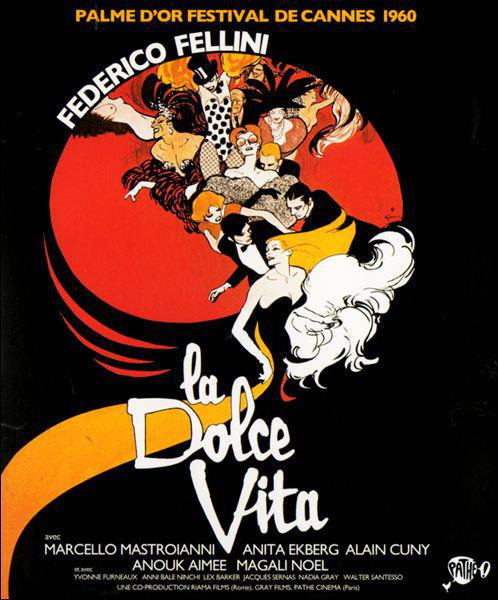 PALME D'OR FESTIVAL DE CANNES 1960
FEDERICO FELLINI
la
Dolce
Vita
avec
MARCELLO MASTROIANNI ANITA EKBERG ALAIN CUNY
ANOUK AIMEE MAGALI NOEL
et avec
YVONNE FURNEAUX ANNI BALE NINCHI LEX BARKER JACQUES SERNAS NADIA GRAY WALTER SANTESSO
UNE CO-PRODUCTION RIAMA FILMS (Rome), GRAY FILMS, PATHE CINEMA (Paris)
PATHÉ!